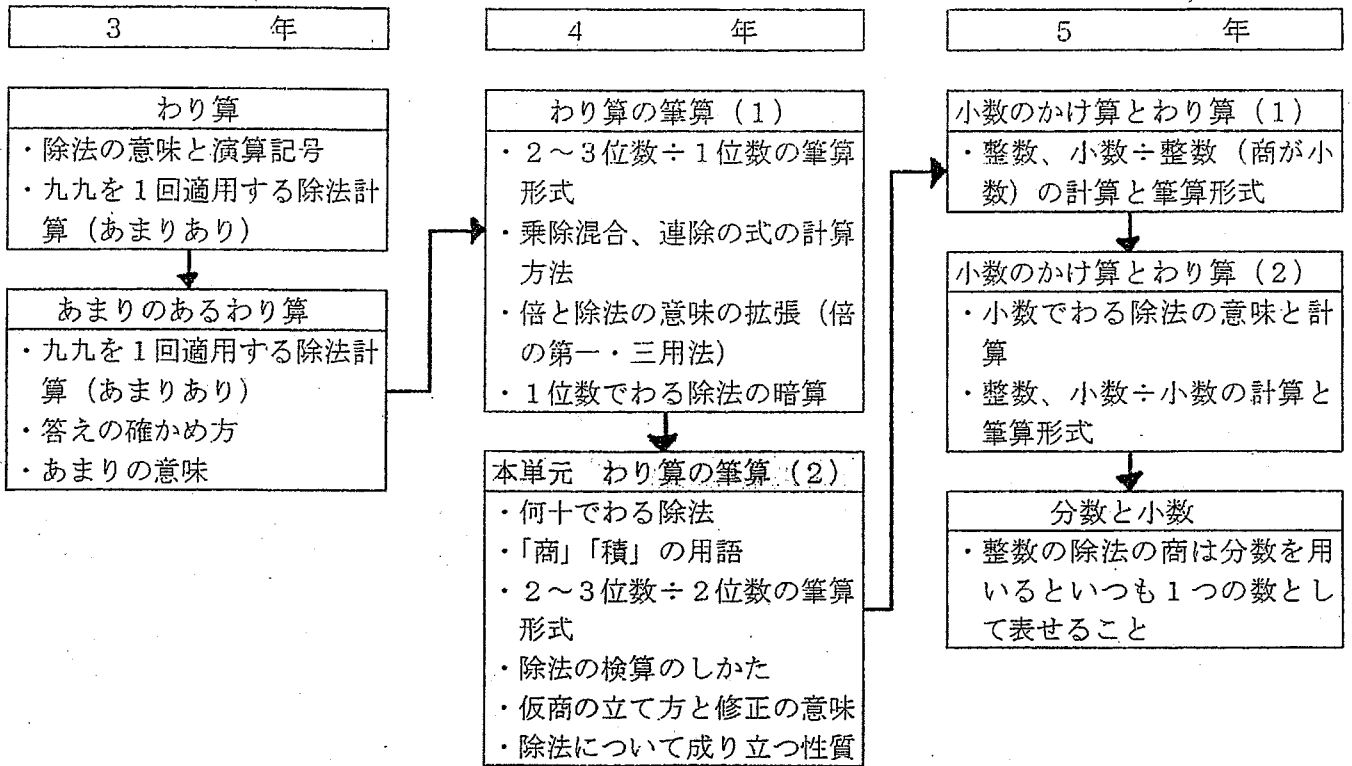 3 年
わり算
・除法の意味と演算記号
・九九を1回適用する除法計
算（あまりあり）
あまりのあるわり算
・九九を1回適用する除法計
算（あまりあり）
・答えの確かめ方
・あまりの意味
4 年
わり算の筆算（1）
・2～3位数÷1位数の筆算
形式
・乗除混合、連除の式の計算
方法
・倍と除法の意味の拡張（倍
の第一・三用法）
・1位数でわる除法の暗算
本単元 わり算の筆算（2）
・何十でわる除法
・「商」「積」の用語
・2～3位数÷2位数の筆算
形式
・除法の検算のしかた
・仮商の立て方と修正の意味
・除法について成り立つ性質
5 年
小数のかけ算とわり算（1）
・整数、小数÷整数（商が小
数）の計算と筆算形式
小数のかけ算とわり算（2）
・小数でわる除法の意味と計
算
・整数、小数÷小数の計算と
筆算形式
分数と小数
・整数の除法の商は分数を用
いるといつも1つの数とし
て表せること